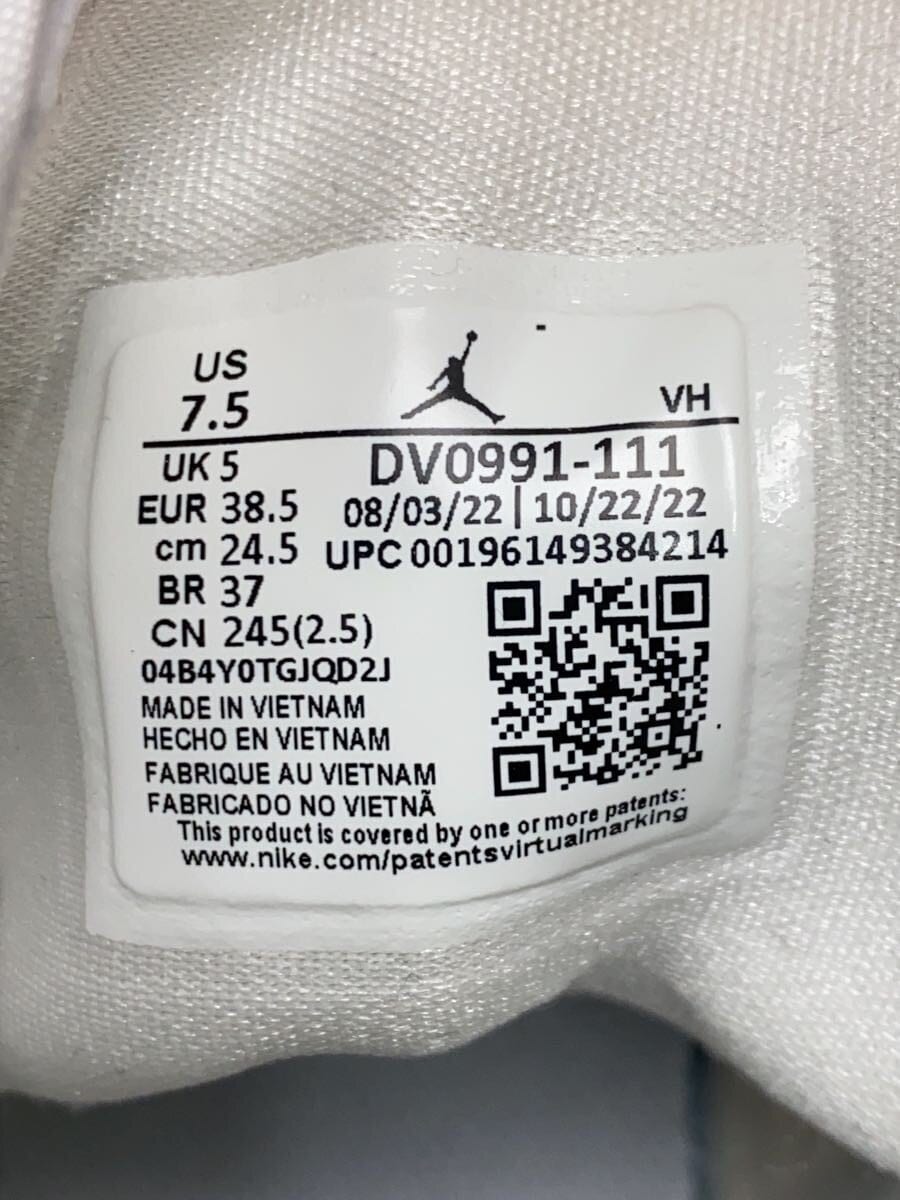 US
7.5
VH
UK 5
DV0991-111
EUR 38.5
08/03/22 | 10/22/22
cm 24.5
UPC 00196149384214
BR 37
CN 245(2.5)
04B4Y0TGJQD2J
MADE IN VIETNAM
HECHO EN VIETNAM
FABRIQUE AU VIETNAM
FABRICADO NO VIETNÃ
This product is covered by one or more patents:
www.nike.com/patentsvirtualmarking